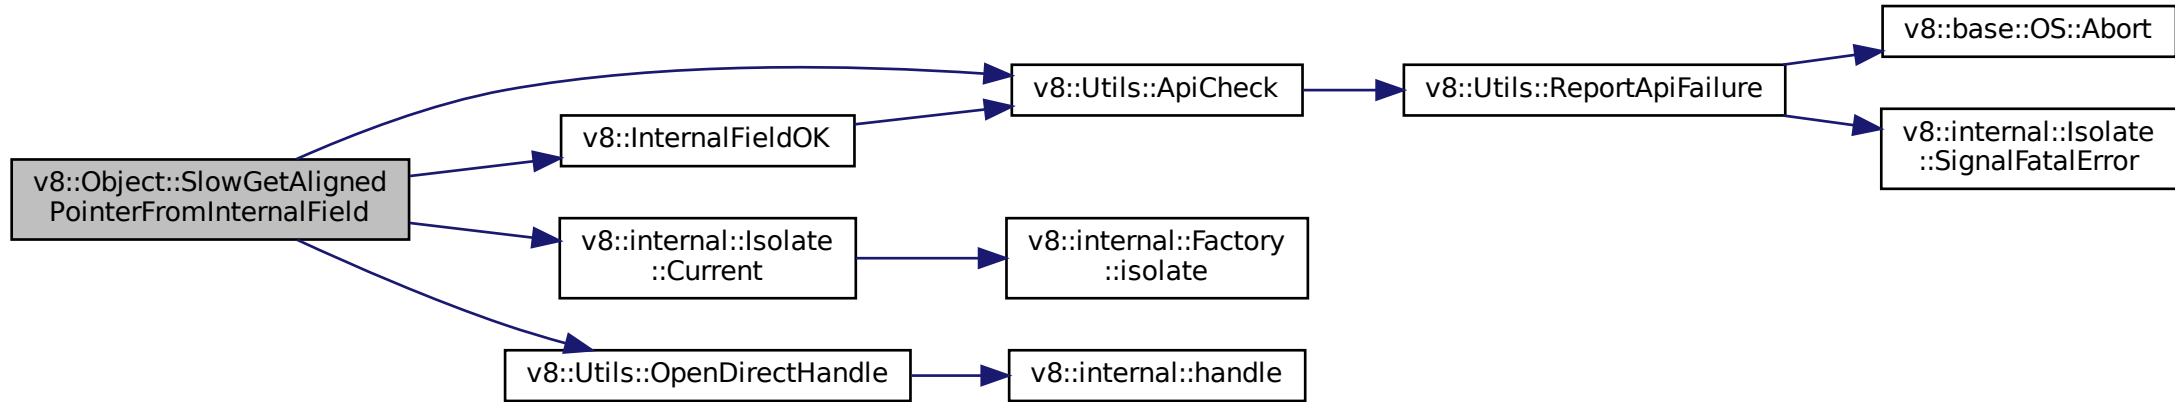 v8::Object::SlowGetAligned
PointerFromInternalField
v8::InternalFieldOK
v8::internal::Isolate
::Current
v8::Utils::OpenDirectHandle
v8::Utils::ApiCheck
v8::internal::Factory
::isolate
v8::internal::handle
v8::Utils::ReportApiFailure
v8::base::OS::Abort
v8::internal::Isolate
::SignalFatalError